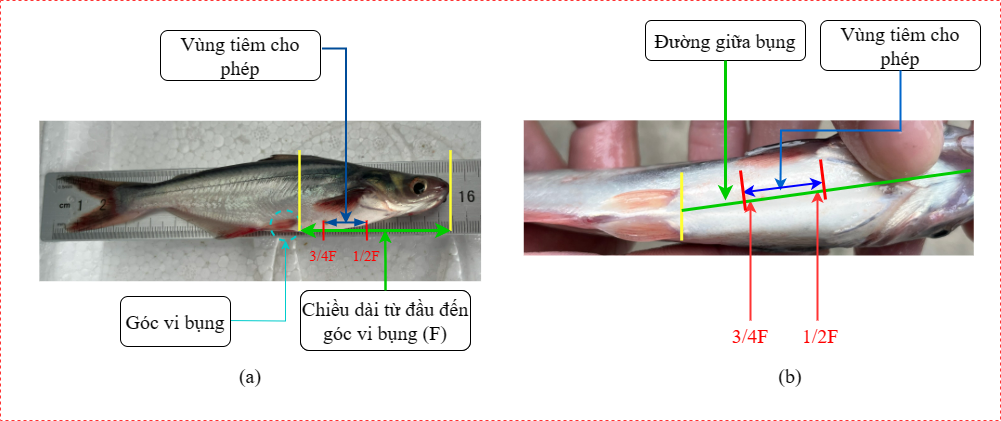 Vùng tiêm cho
phép
cm 1 2
16
3/4F
1/2F
Góc vi bụng
Chiều dài từ đầu đến
góc vi bụng (F)
(a)
Đường giữa bụng
Vùng tiêm cho
phép
3/4F
1/2F
(b)